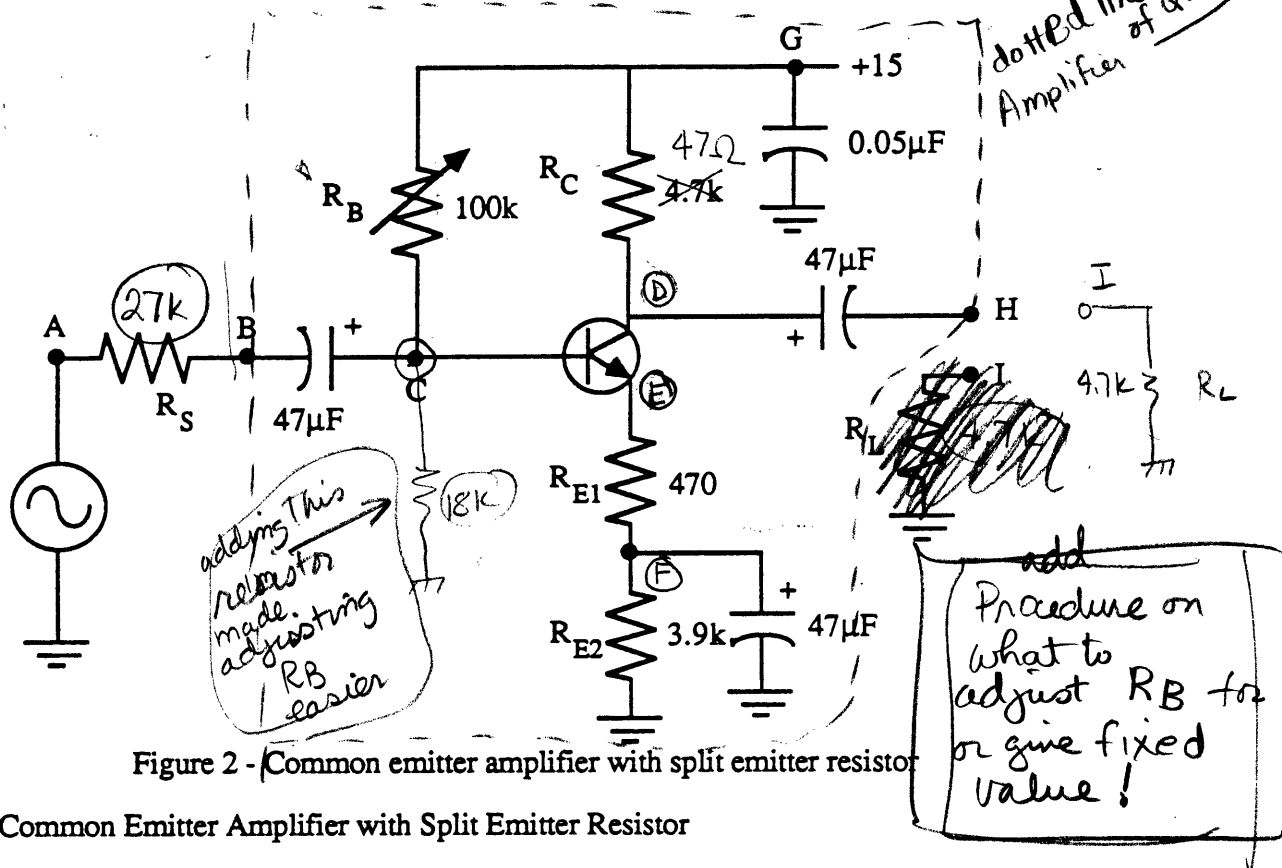 dottBd
Amplifier
of
G
+15
47Ω
4.7k
0.05µF
R_C
R_B
100k
47µF
I
27k
A
B
R_S
47µF
+
C
D
+
H
I
4.7k
R_L
E
R_L
R_E1
470
18k
adding This
resistor
made
adjusting
RB
easier
F
+
R_E2
3.9k
47µF
add
Procedure on
what to
adjust RB for
or give fixed
value!
Figure 2 - Common emitter amplifier with split emitter resistor
Common Emitter Amplifier with Split Emitter Resistor